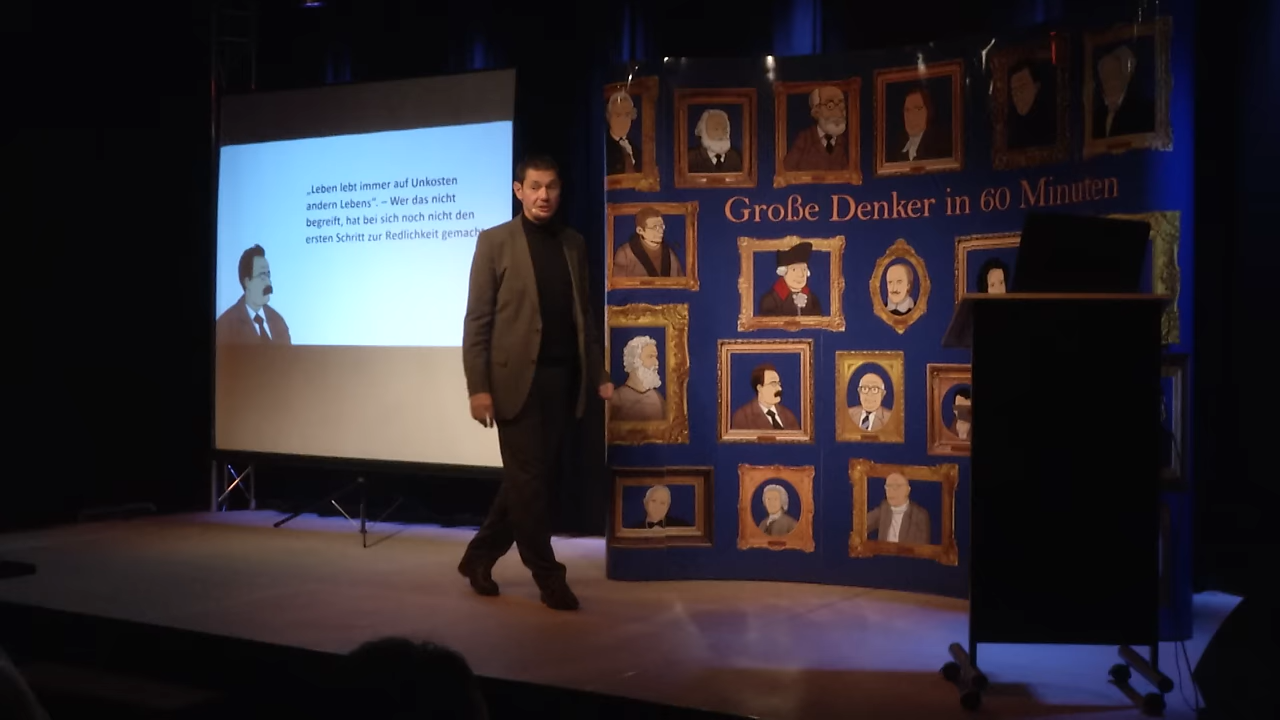 „Leben lebt immer auf Unkosten
andern Lebens“. – Wer das nicht
begreift, hat bei sich noch nicht den
ersten Schritt zur Redlichkeit gemacht
Große Denker in 60 Minuten